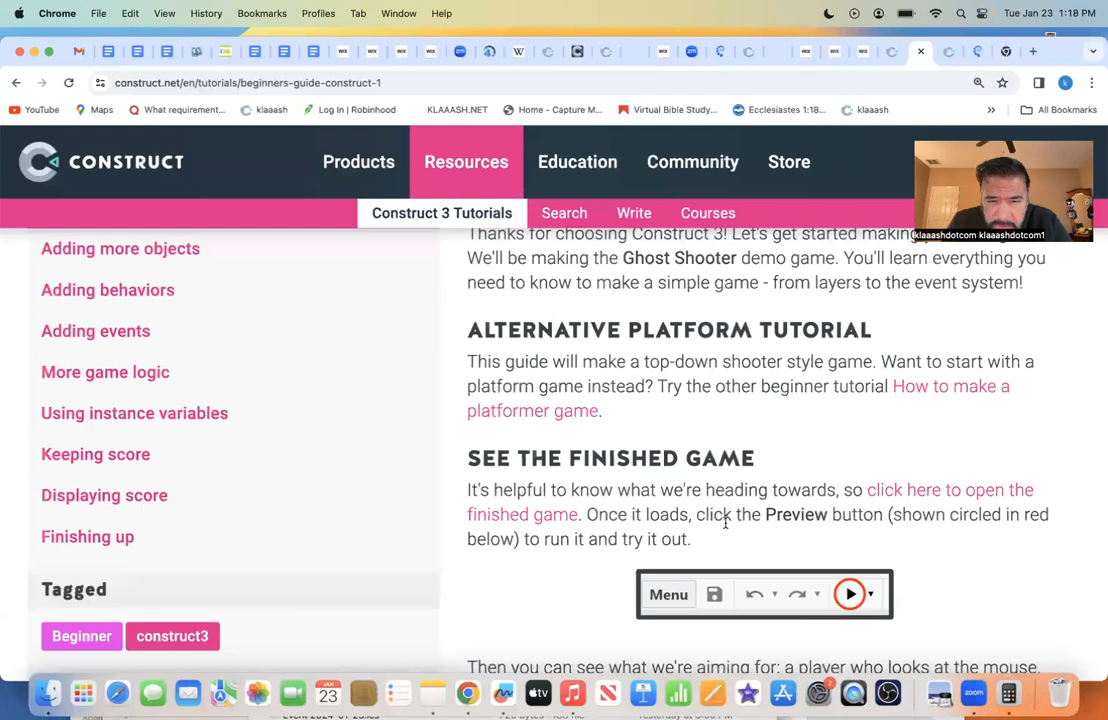 Chrome File Edit View History Bookmarks Profiles Tab Window Help Tue Jan 23 1:18 PM
construct.net/en/tutorials/beginners-guide-construct-1
YouTube Maps What requirement... klaaash Log In | Robinhood KLAAASH.NET Home - Capture M... Virtual Bible Study... Ecclesiastes 1:18... klaaash » All Bookmarks
CONSTRUCT Products Resources Education Community Store
Construct 3 Tutorials Search Write Courses
klaaashdotcom klaaashdotcom1
Adding more objects
Adding behaviors
Adding events
More game logic
Using instance variables
Keeping score
Displaying score
Finishing up
Tagged
Beginner construct3
Thanks for choosing Construct 3! Let's get started making
We'll be making the Ghost Shooter demo game. You'll learn everything you
need to know to make a simple game - from layers to the event system!
ALTERNATIVE PLATFORM TUTORIAL
This guide will make a top-down shooter style game. Want to start with a
platform game instead? Try the other beginner tutorial How to make a
platformer game.
SEE THE FINISHED GAME
It's helpful to know what we're heading towards, so click here to open the
finished game. Once it loads, click the Preview button (shown circled in red
below) to run it and try it out.
Menu
Then you can see what we're aiming for: a player who looks at the mouse,
JAN
23